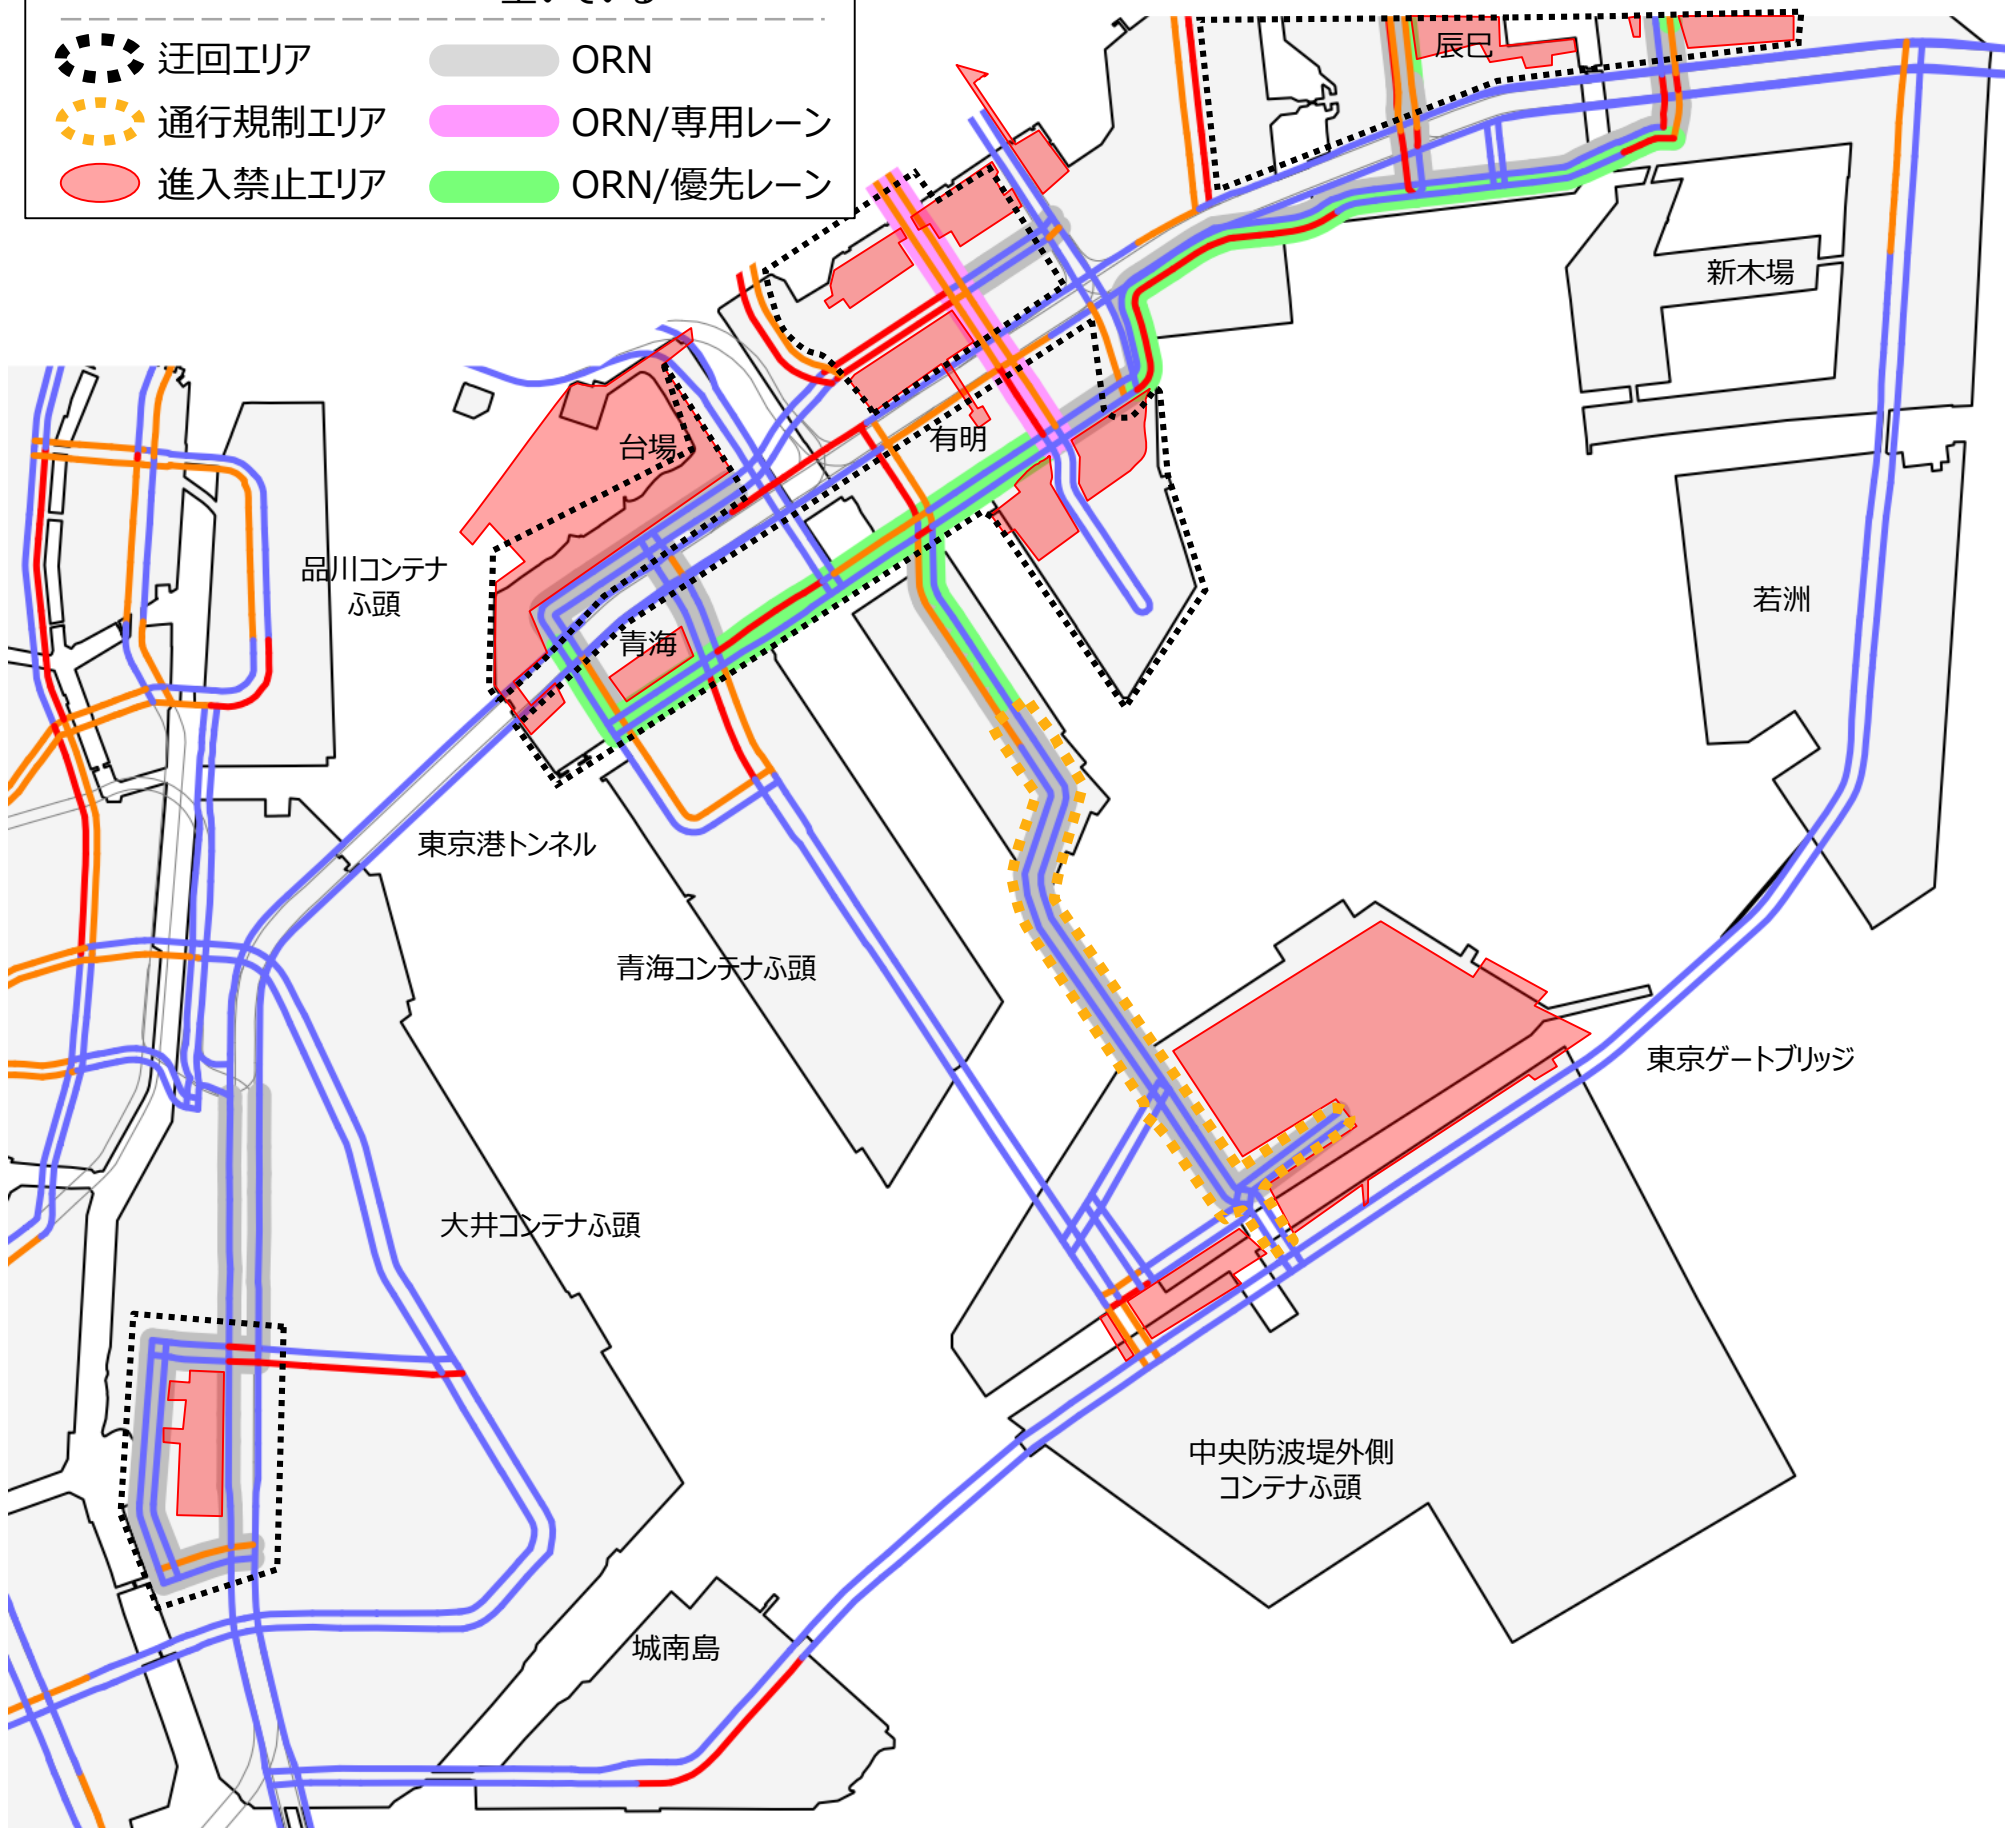 空いている
迂回エリア
ORN
通行規制エリア
ORN/専用レーン
進入禁止エリア
ORN/優先レーン
辰巳
新木場
台場
有明
品川コンテナ
ふ頭
若洲
青海
東京港トンネル
青海コンテナふ頭
東京ゲートブリッジ
大井コンテナふ頭
中央防波堤外側
コンテナふ頭
城南島